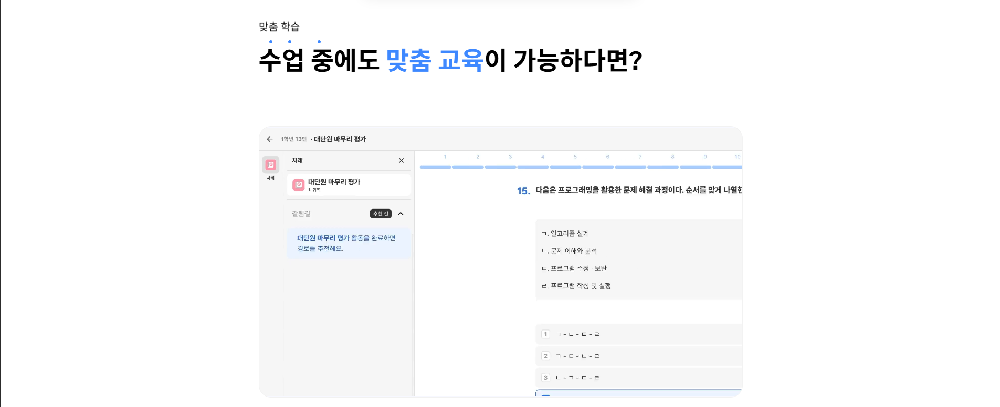 맞춤 학습
수업 중에도 맞춤 교육이 가능하다면?
1학년 13반 · 대단원 마무리 평가
차례
차례
대단원 마무리 평가
1. 퀴즈
갈림길 추천 전
대단원 마무리 평가 활동을 완료하면
경로를 추천해요.
1 2 3 4 5 6 7 8 9 10
15. 다음은 프로그래밍을 활용한 문제 해결 과정이다. 순서를 맞게 나열한
ㄱ. 알고리즘 설계
ㄴ. 문제 이해와 분석
ㄷ. 프로그램 수정 · 보완
ㄹ. 프로그램 작성 및 실행
1 ㄱ - ㄴ - ㄷ - ㄹ
2 ㄱ - ㄷ - ㄴ - ㄹ
3 ㄴ - ㄱ - ㄷ - ㄹ